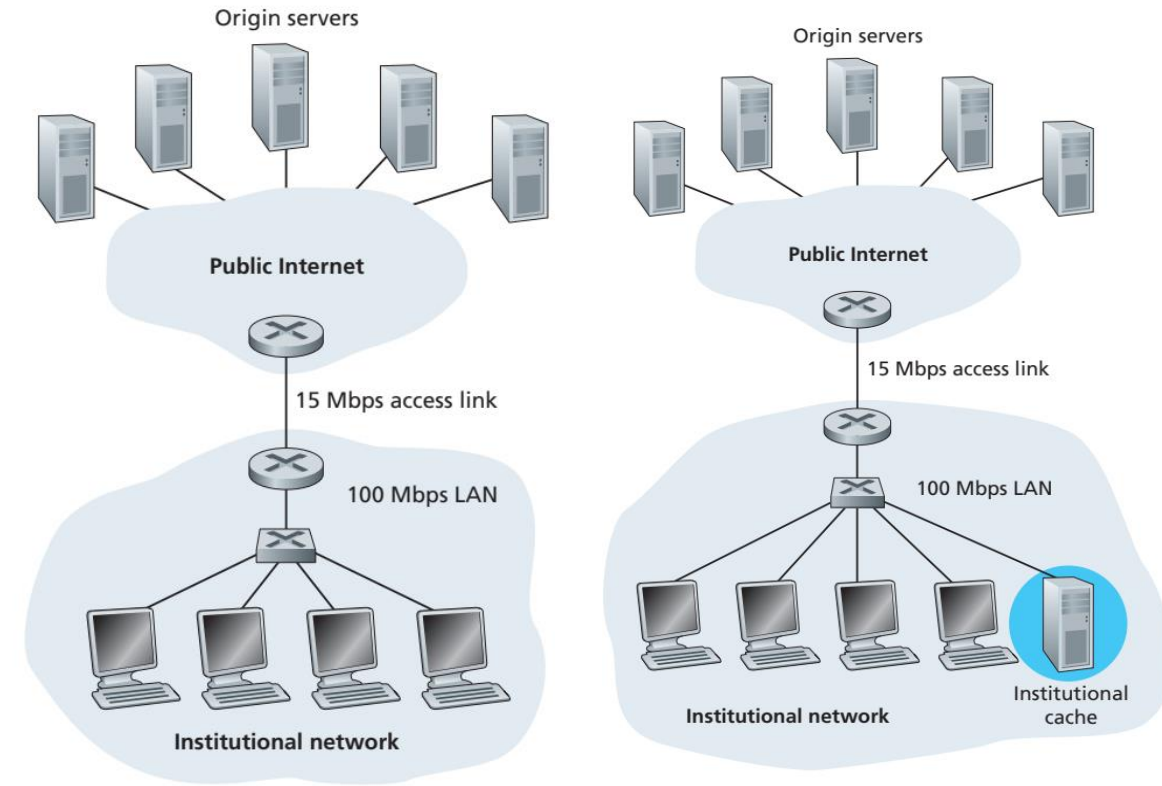 Origin servers
Public Internet
15 Mbps access link
100 Mbps LAN
Institutional network
Origin servers
Public Internet
15 Mbps access link
100 Mbps LAN
Institutional
cache
Institutional network